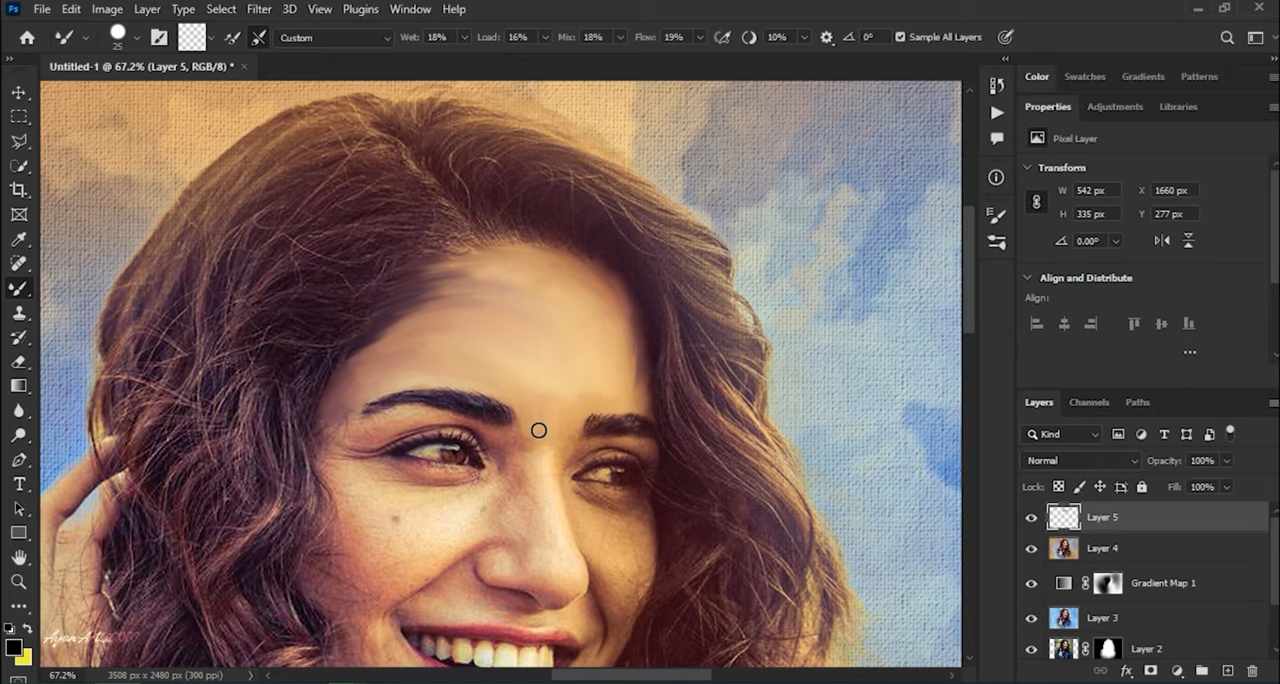 Ps File Edit Image Layer Type Select Filter 3D View Plugins Window Help
25 Custom Wet: 18% Load: 16% Mix: 18% Flow: 19% 10% 0° Sample All Layers
Untitled-1 @ 67.2% (Layer 5, RGB/8) *
Color Swatches Gradients Patterns
Properties Adjustments Libraries
Pixel Layer
Transform
W 542 px X 1660 px
H 335 px Y 277 px
0.00°
Align and Distribute
Align:
Layers Channels Paths
Kind
Normal Opacity: 100%
Lock: Fill: 100%
Layer 5
Layer 4
Gradient Map 1
Layer 3
Layer 2
67.2% 3508 px x 2480 px (300 ppi)